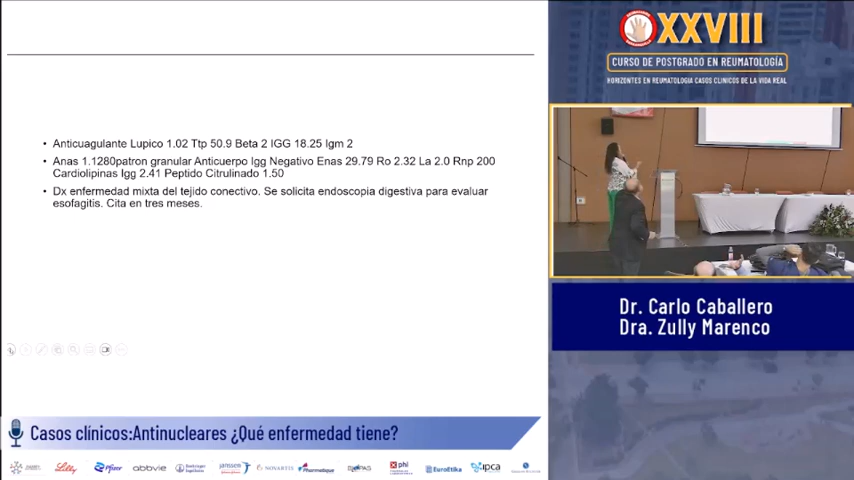 XXVIII
CURSO DE POSTGRADO EN REUMATOLOGÍA
HORIZONTES EN REUMATOLOGIA CASOS CLINICOS DE LA VIDA REAL
• Anticuagulante Lupico 1.02 Ttp 50.9 Beta 2 IGG 18.25 Igm 2
• Anas 1.1280patron granular Anticuerpo Igg Negativo Enas 29.79 Ro 2.32 La 2.0 Rnp 200
Cardiolipinas Igg 2.41 Peptido Citrulinado 1.50
• Dx enfermedad mixta del tejido conectivo. Se solicita endoscopia digestiva para evaluar
esofagitis. Cita en tres meses.
Dr. Carlo Caballero
Dra. Zully Marenco
Casos clínicos:Antinucleares ¿Qué enfermedad tiene?
Lilly
Pfizer
abbvie
janssen
NOVARTIS
Pharmalogique
BIOPAS
phi
EuroEtika
ipca